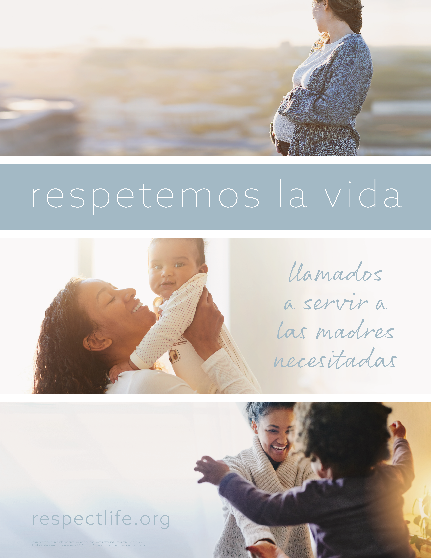 respetemos la vida
llamados
a servir a
las madres
necesitadas
respectlife.org